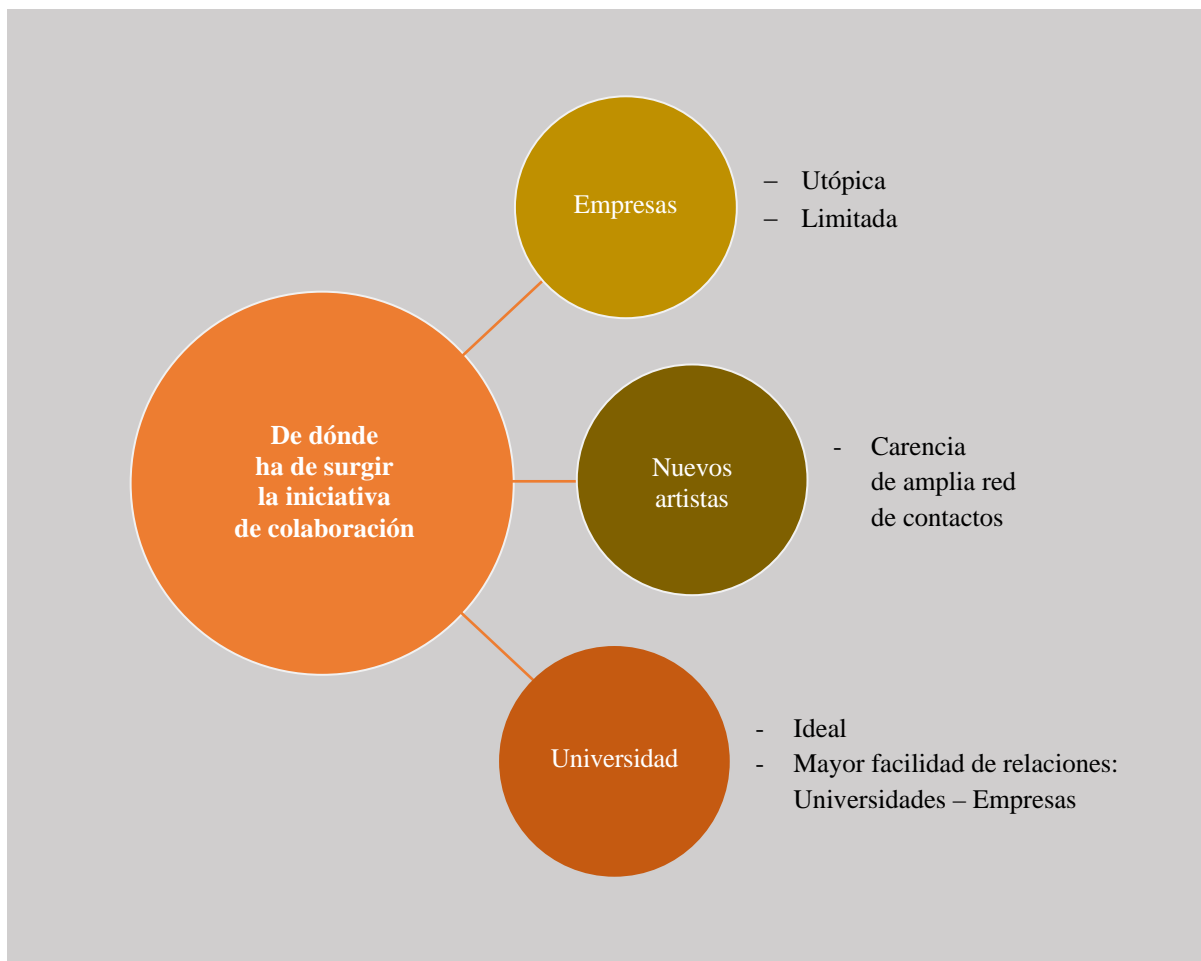 Empresas
– Utópica
– Limitada
De dónde
ha de surgir
la iniciativa
de colaboración
Nuevos
artistas
- Carencia
de amplia red
de contactos
Universidad
- Ideal
- Mayor facilidad de relaciones:
Universidades – Empresas